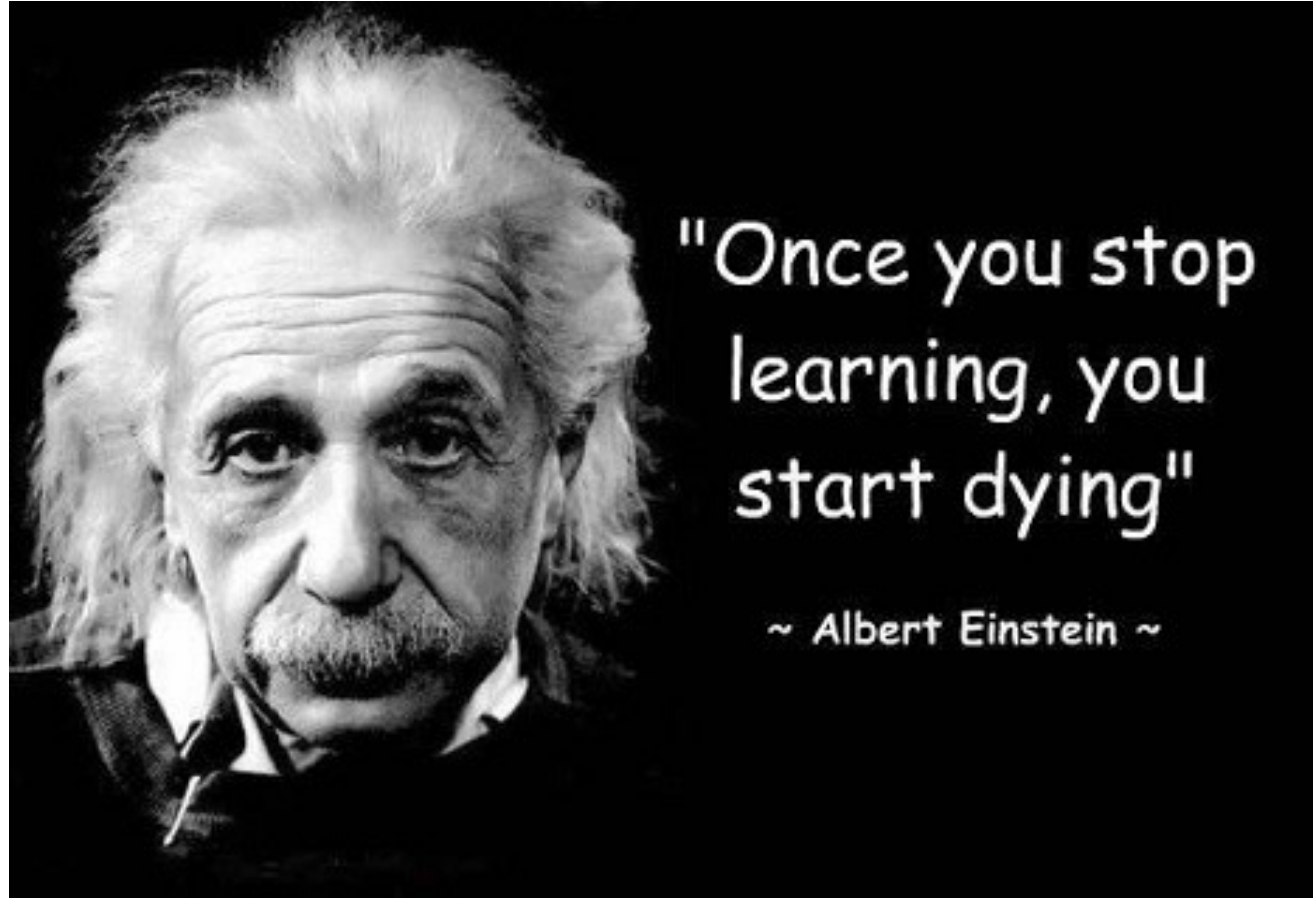 "Once you stop
learning, you
start dying"
~ Albert Einstein ~